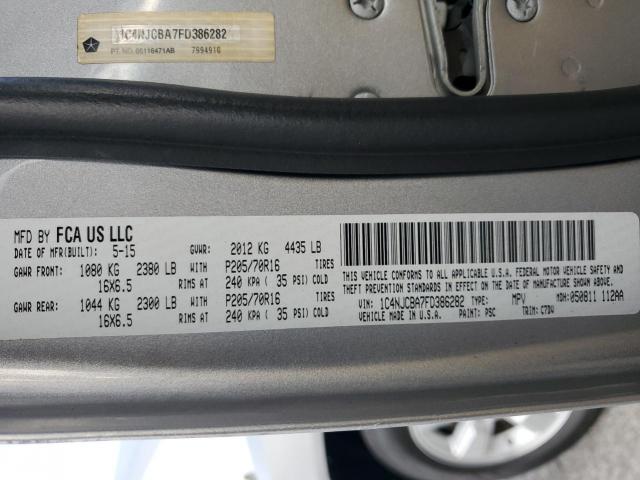 1C4NJCBA7FD386282
PT. NO. 05116471AB 7994910
MFD BY FCA US LLC
DATE OF MFR(BUILT): 5-15 GVWR: 2012 KG 4435 LB
GAWR FRONT: 1080 KG 2380 LB WITH P205/70R16 TIRES
16X6.5 RIMS AT 240 KPA ( 35 PSI) COLD
GAWR REAR: 1044 KG 2300 LB WITH P205/70R16 TIRES
16X6.5 RIMS AT 240 KPA ( 35 PSI) COLD
THIS VEHICLE CONFORMS TO ALL APPLICABLE U.S.A. FEDERAL MOTOR VEHICLE SAFETY AND
THEFT PREVENTION STANDARDS IN EFFECT ON THE DATE OF MANUFACTURE SHOWN ABOVE.
VIN: 1C4NJCBA7FD386282 TYPE: MPV MDH: 050811 112AA
VEHICLE MADE IN U.S.A. PAINT: PSC TRIM: C7D4